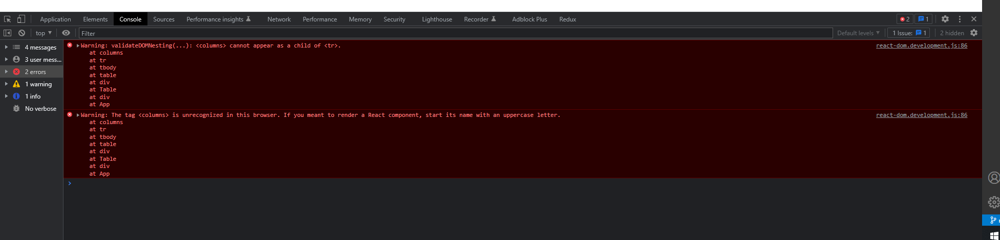 Application Elements Console Sources Performance insights Network Performance Memory Security Lighthouse Recorder Adblock Plus Redux 2 1
top Filter Default levels 1 Issue: 1 2 hidden
4 messages
3 user mess...
2 errors
1 warning
1 info
No verbose
Warning: validateDOMNesting(...): <columns> cannot appear as a child of <tr>. react-dom.development.js:86
at columns
at tr
at tbody
at table
at div
at Table
at div
at App
Warning: The tag <columns> is unrecognized in this browser. If you meant to render a React component, start its name with an uppercase letter. react-dom.development.js:86
at columns
at tr
at tbody
at table
at div
at Table
at div
at App